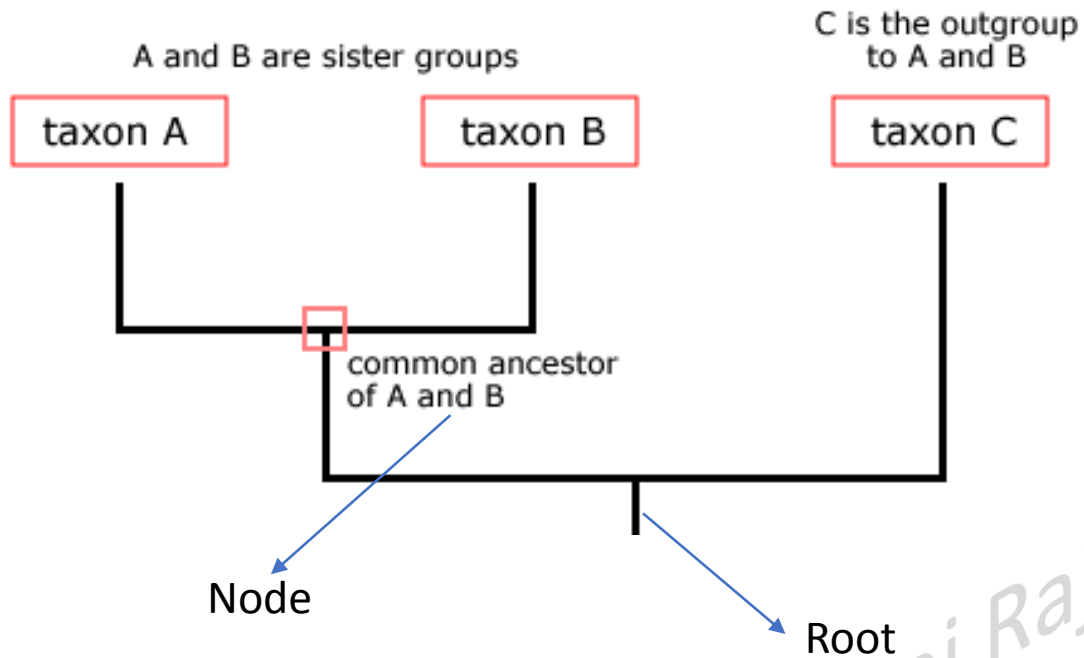 C is the outgroup
to A and B
A and B are sister groups
taxon A
taxon B
taxon C
common ancestor
of A and B
Node
Root